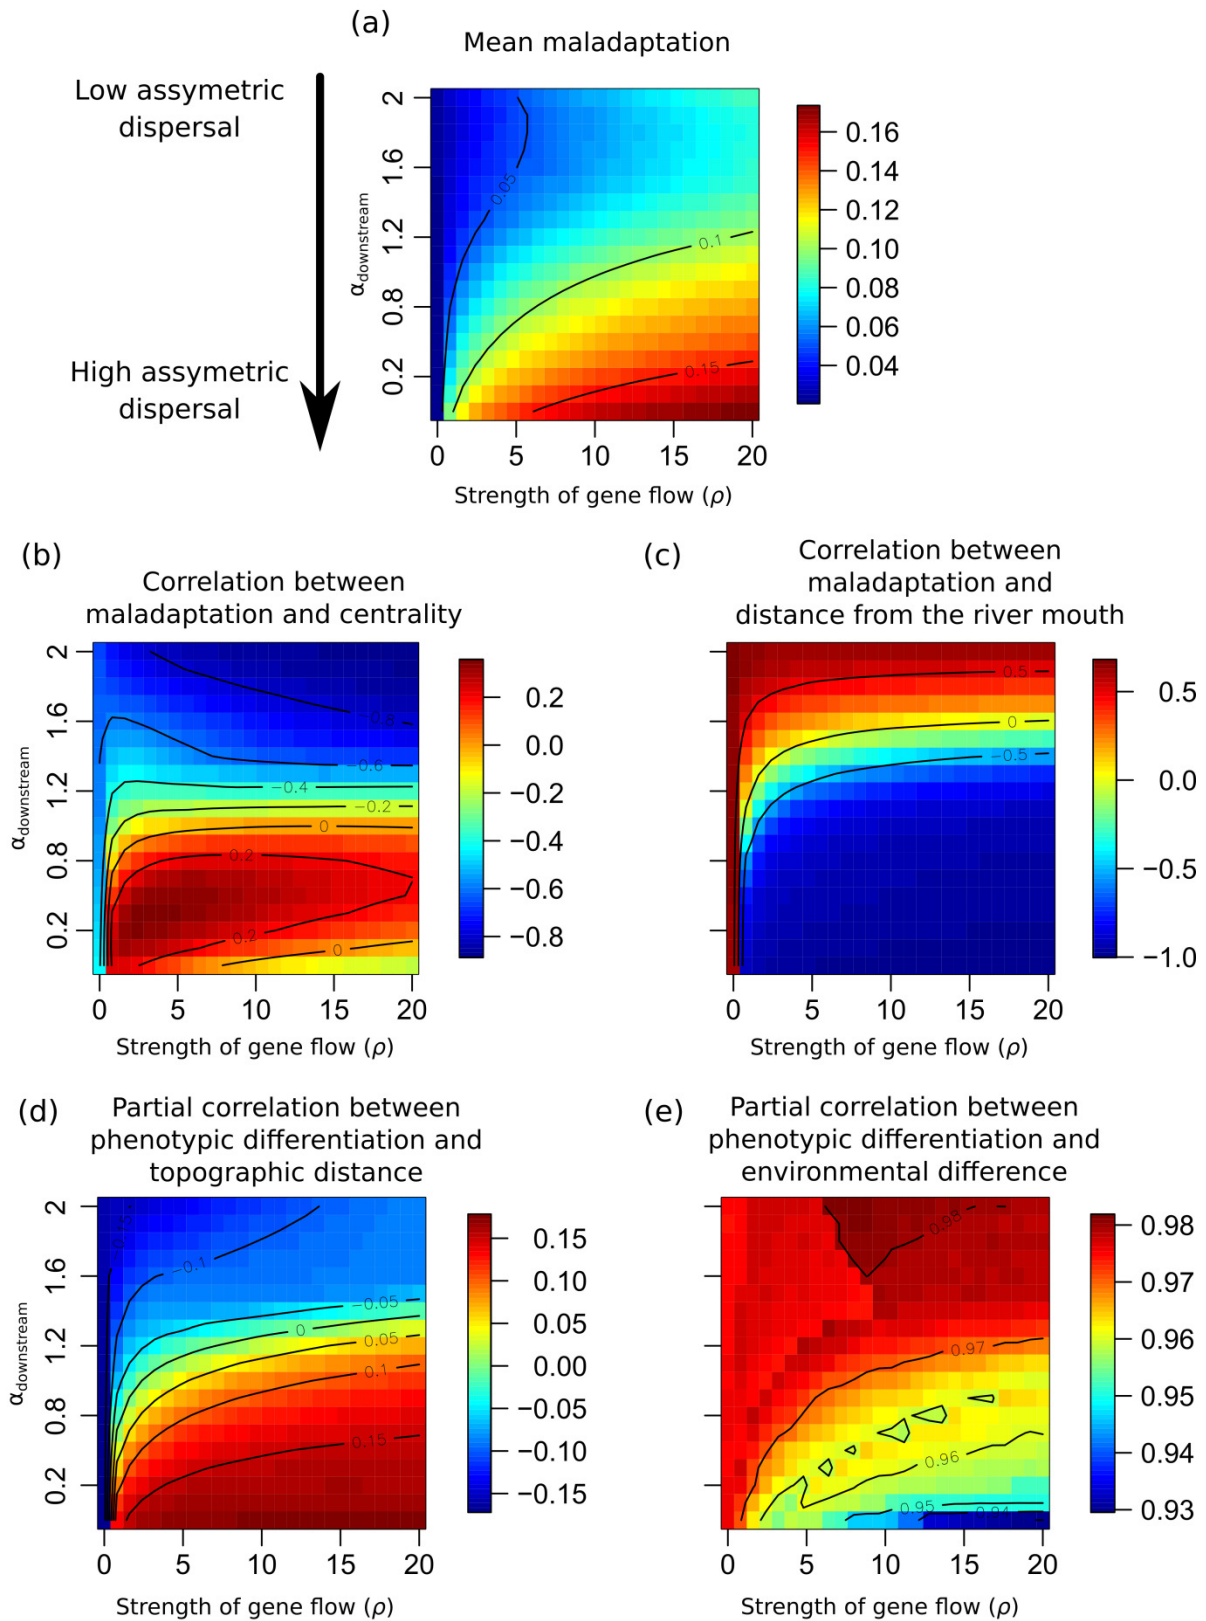 (a)
Mean maladaptation
Low assymetric
dispersal
High assymetric
dispersal
α downstream
2
1.6
1.2
0.8
0.2
0.05
0.1
0.15
0 5 10 15 20
Strength of gene flow (ρ)
0.16
0.14
0.12
0.10
0.08
0.06
0.04
(b)
Correlation between
maladaptation and centrality
α downstream
2
1.6
1.2
0.8
0.2
−0.8
−0.6
−0.4
−0.2
0
0.2
0.2
0
0 5 10 15 20
Strength of gene flow (ρ)
0.2
0.0
−0.2
−0.4
−0.6
−0.8
(c)
Correlation between
maladaptation and
distance from the river mouth
0.5
0
−0.5
0 5 10 15 20
Strength of gene flow (ρ)
0.5
0.0
−0.5
−1.0
(d)
Partial correlation between
phenotypic differentiation and
topographic distance
α downstream
2
1.6
1.2
0.8
0.2
−0.15
−0.1
−0.05
0
0.05
0.1
0.15
0 5 10 15 20
Strength of gene flow (ρ)
0.15
0.10
0.05
0.00
−0.05
−0.10
−0.15
(e)
Partial correlation between
phenotypic differentiation and
environmental difference
0.98
0.97
0.96
0.95
0.94
0 5 10 15 20
Strength of gene flow (ρ)
0.98
0.97
0.96
0.95
0.94
0.93